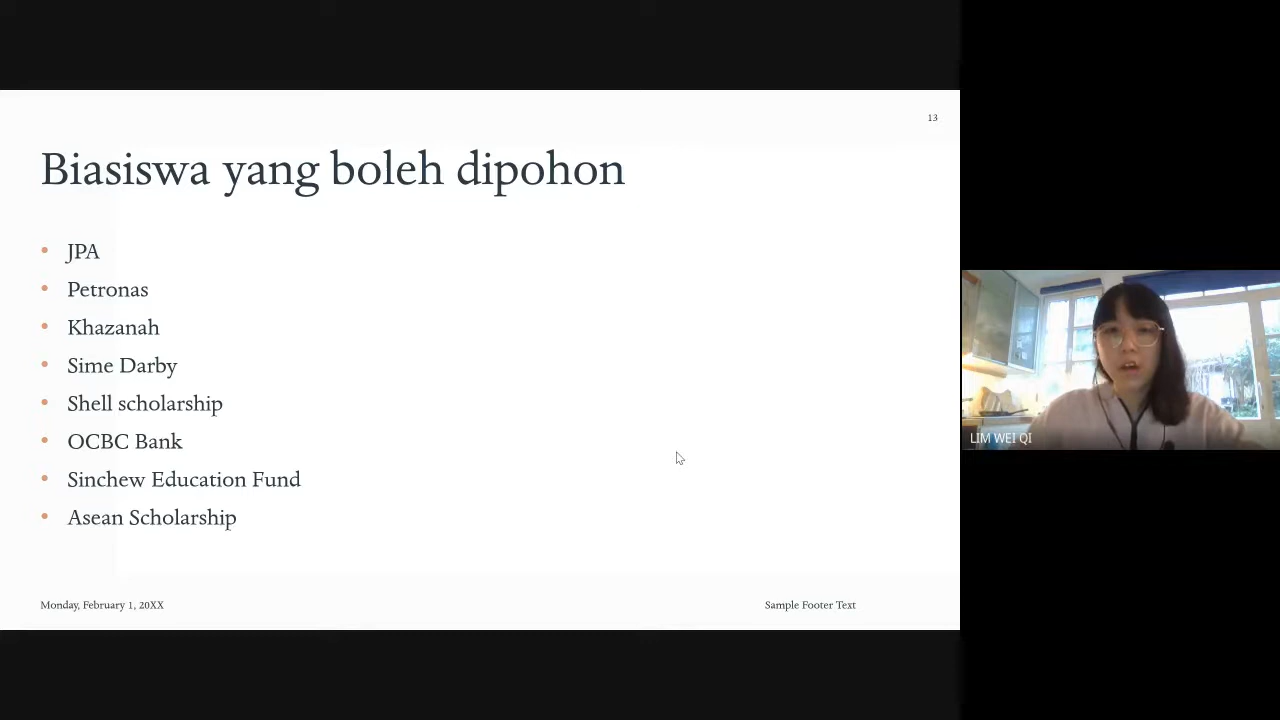 13
Biasiswa yang boleh dipohon
• JPA
• Petronas
• Khazanah
• Sime Darby
• Shell scholarship
• OCBC Bank
• Sinchew Education Fund
• Asean Scholarship
LIM WEI QI
Monday, February 1, 20XX
Sample Footer Text